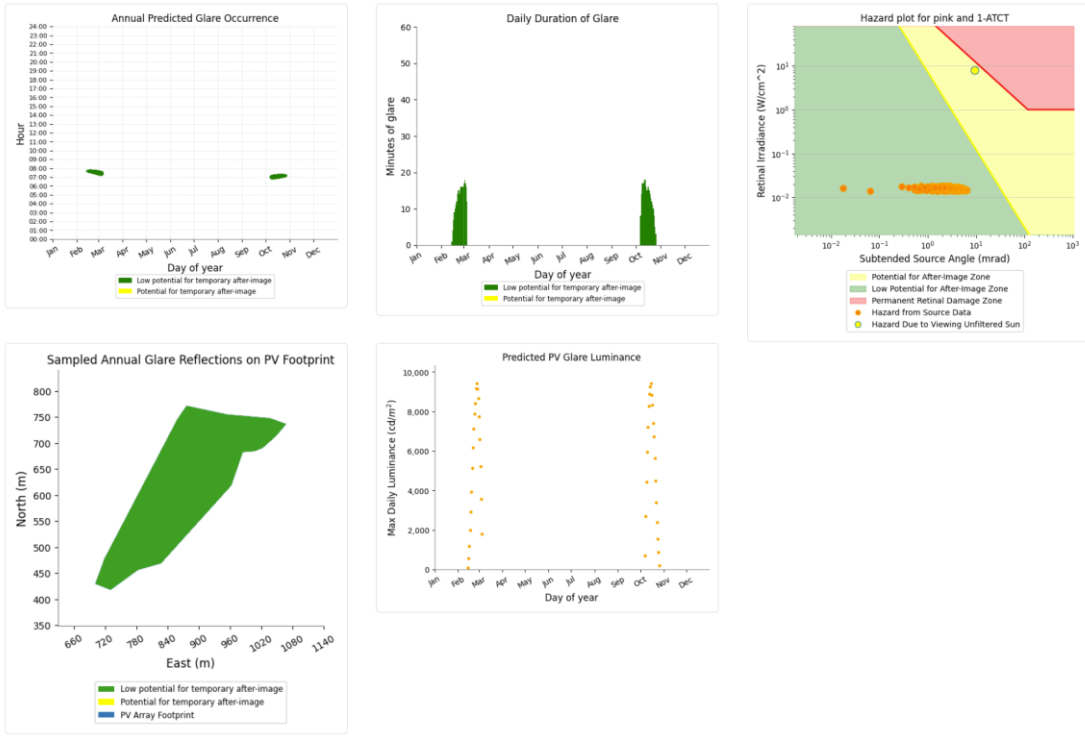 Annual Predicted Glare Occurrence
Hour
24:00
23:00
22:00
21:00
20:00
19:00
18:00
17:00
16:00
15:00
14:00
13:00
12:00
11:00
10:00
09:00
08:00
07:00
06:00
05:00
04:00
03:00
02:00
01:00
00:00
Jan Feb Mar Apr May Jun Jul Aug Sep Oct Nov Dec
Day of year
Low potential for temporary after-image
Potential for temporary after-image
Daily Duration of Glare
Minutes of glare
60
50
40
30
20
10
0
Jan Feb Mar Apr May Jun Jul Aug Sep Oct Nov Dec
Day of year
Low potential for temporary after-image
Potential for temporary after-image
Hazard plot for pink and 1-ATCT
Retinal Irradiance (W/cm^2)
10^1
10^0
10^-1
10^-2
10^-2 10^-1 10^0 10^1 10^2 10^3
Subtended Source Angle (mrad)
Potential for After-Image Zone
Low Potential for After-Image Zone
Permanent Retinal Damage Zone
Hazard from Source Data
Hazard Due to Viewing Unfiltered Sun
Sampled Annual Glare Reflections on PV Footprint
North (m)
800
750
700
650
600
550
500
450
400
350
660 720 780 840 900 960 1020 1080 1140
East (m)
Low potential for temporary after-image
Potential for temporary after-image
PV Array Footprint
Predicted PV Glare Luminance
Max Daily Luminance (cd/m²)
10,000
8,000
6,000
4,000
2,000
0
Jan Feb Mar Apr May Jun Jul Aug Sep Oct Nov Dec
Day of year